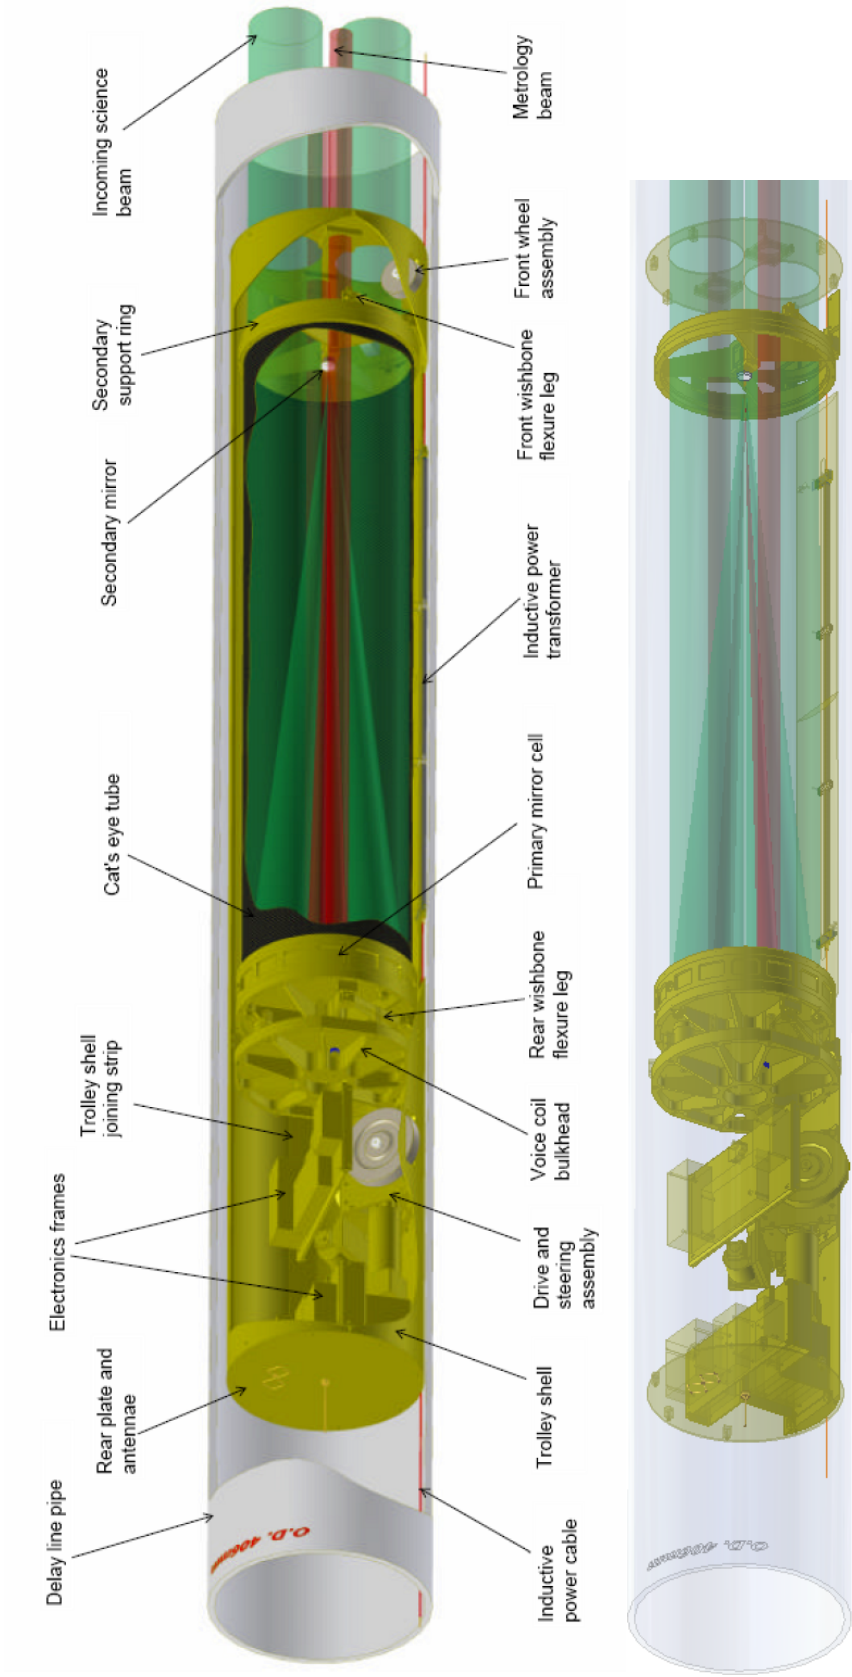 Delay line pipe
Rear plate and
antennae
Electronics frames
Trolley shell
joining strip
Cat's eye tube
Secondary mirror
Secondary
support ring
Incoming science
beam
O.D. 406mm
Inductive
power cable
Trolley shell
Drive and
steering
assembly
Voice coil
bulkhead
Rear wishbone
flexure leg
Primary mirror cell
Inductive power
transformer
Front wishbone
flexure leg
Front wheel
assembly
Metrology
beam
O.D. 406mm